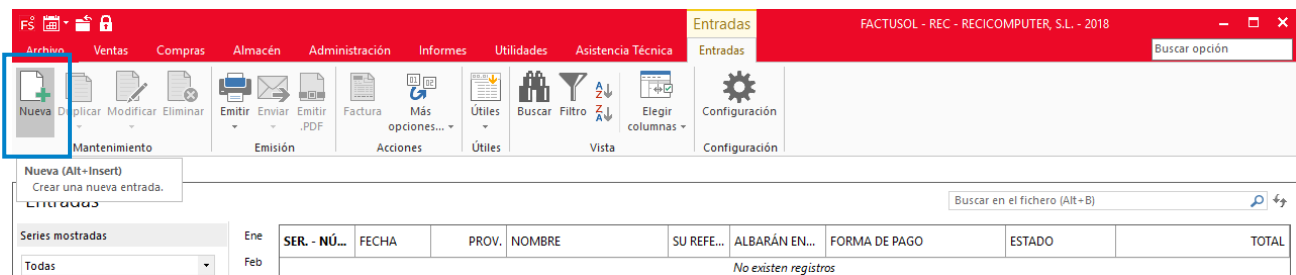 FS Entradas FACTUSOL - REC - RECICOMPUTER, S.L. - 2018
Archivo Ventas Compras Almacén Administración Informes Utilidades Asistencia Técnica Entradas Buscar opción
Nueva Duplicar Modificar Eliminar Emitir Enviar Emitir .PDF Factura Más opciones... Útiles Buscar Filtro Elegir columnas Configuración
Mantenimiento Emisión Acciones Útiles Vista Configuración
Nueva (Alt+Insert)
Crear una nueva entrada.
Entradas Buscar en el fichero (Alt+B)
Series mostradas Ene SER. - NÚ... FECHA PROV. NOMBRE SU REFE... ALBARÁN EN... FORMA DE PAGO ESTADO TOTAL
Todas Feb No existen registros